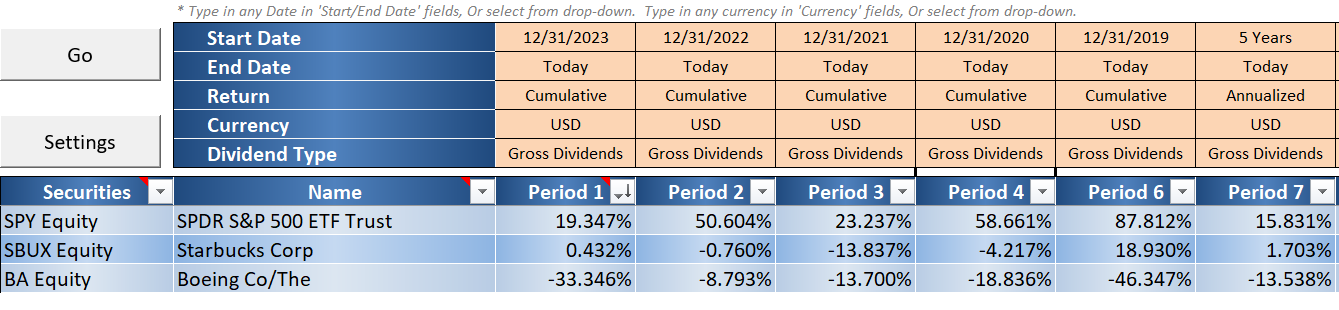 * Type in any Date in 'Start/End Date' fields, Or select from drop-down.  Type in any currency in 'Currency' fields, Or select from drop-down.
Go
Settings
Start Date 12/31/2023 12/31/2022 12/31/2021 12/31/2020 12/31/2019 5 Years
End Date Today Today Today Today Today Today
Return Cumulative Cumulative Cumulative Cumulative Cumulative Annualized
Currency USD USD USD USD USD USD
Dividend Type Gross Dividends Gross Dividends Gross Dividends Gross Dividends Gross Dividends Gross Dividends
Securities Name Period 1 Period 2 Period 3 Period 4 Period 6 Period 7
SPY Equity SPDR S&P 500 ETF Trust 19.347% 50.604% 23.237% 58.661% 87.812% 15.831%
SBUX Equity Starbucks Corp 0.432% -0.760% -13.837% -4.217% 18.930% 1.703%
BA Equity Boeing Co/The -33.346% -8.793% -13.700% -18.836% -46.347% -13.538%